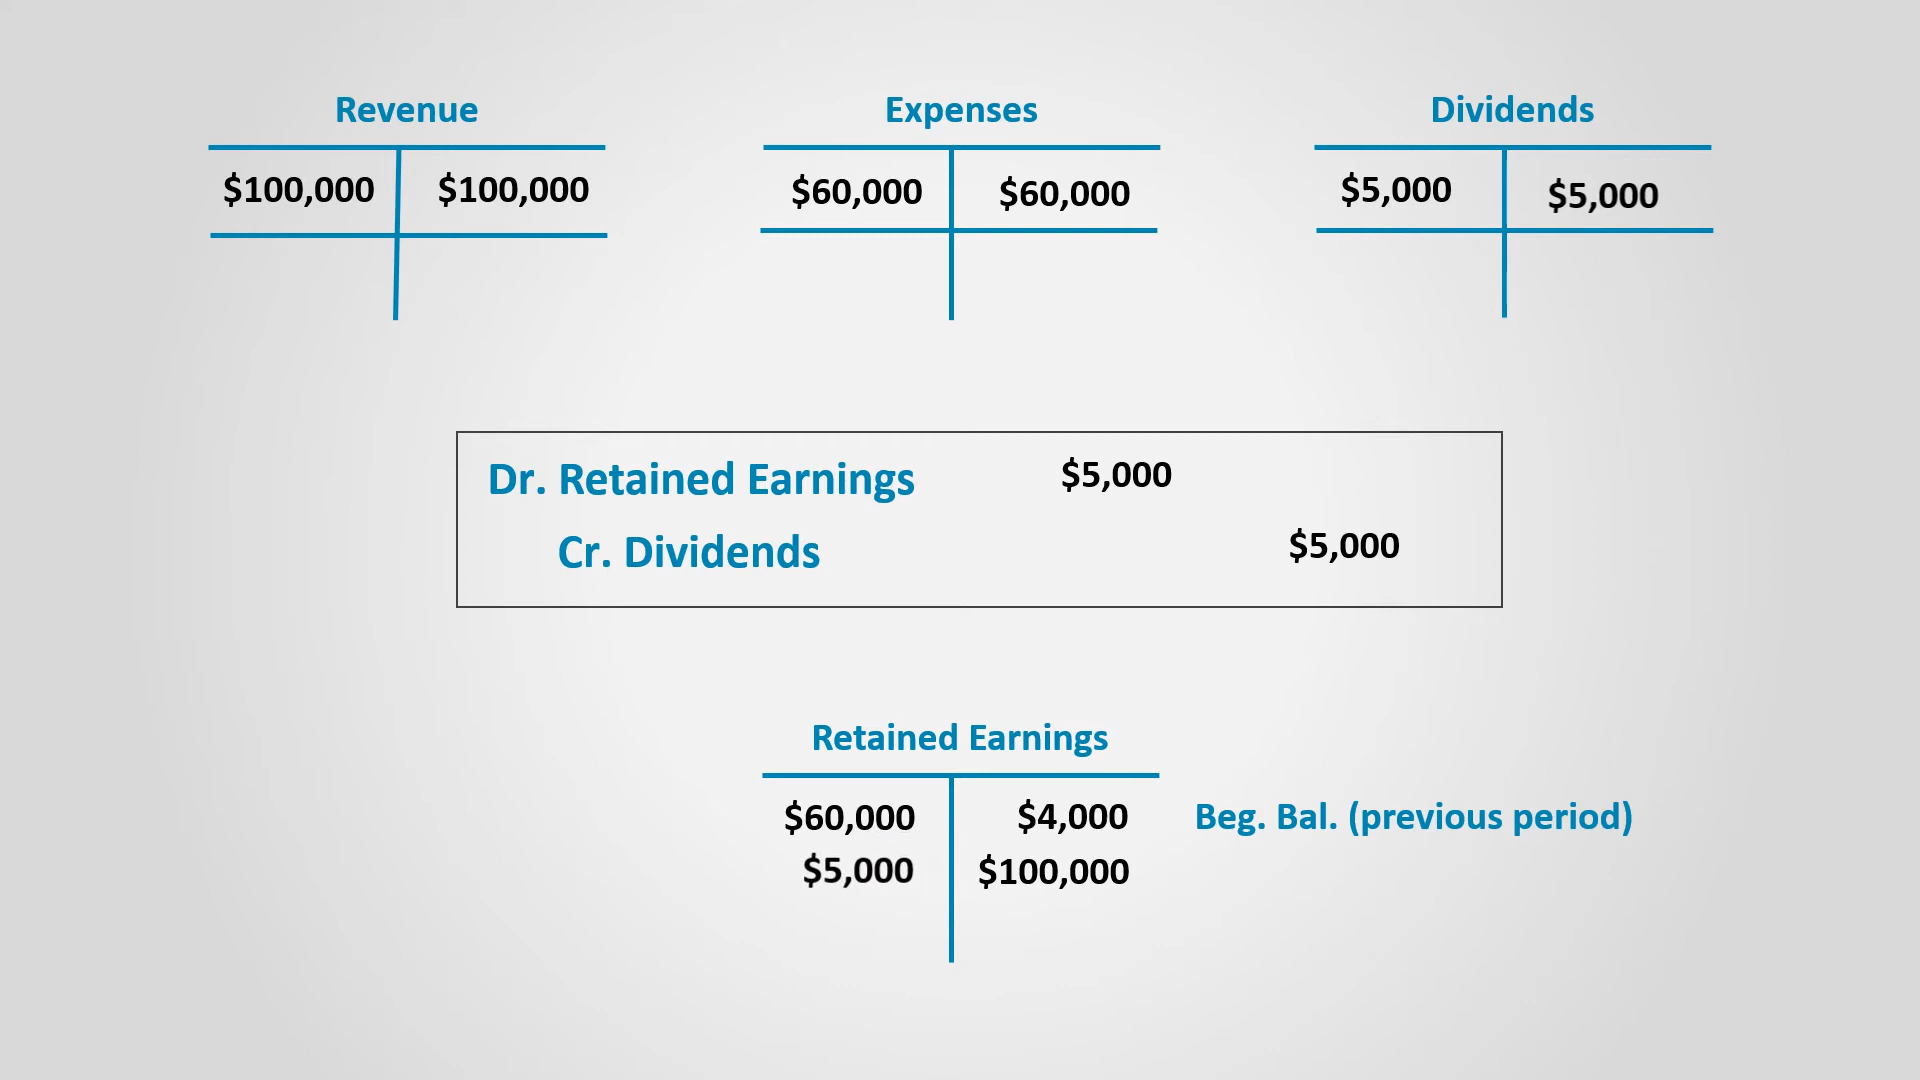 Revenue Expenses Dividends
$100,000 $100,000 $60,000 $60,000 $5,000 $5,000
Dr. Retained Earnings $5,000
Cr. Dividends $5,000
Retained Earnings
$60,000 $4,000 Beg. Bal. (previous period)
$5,000 $100,000